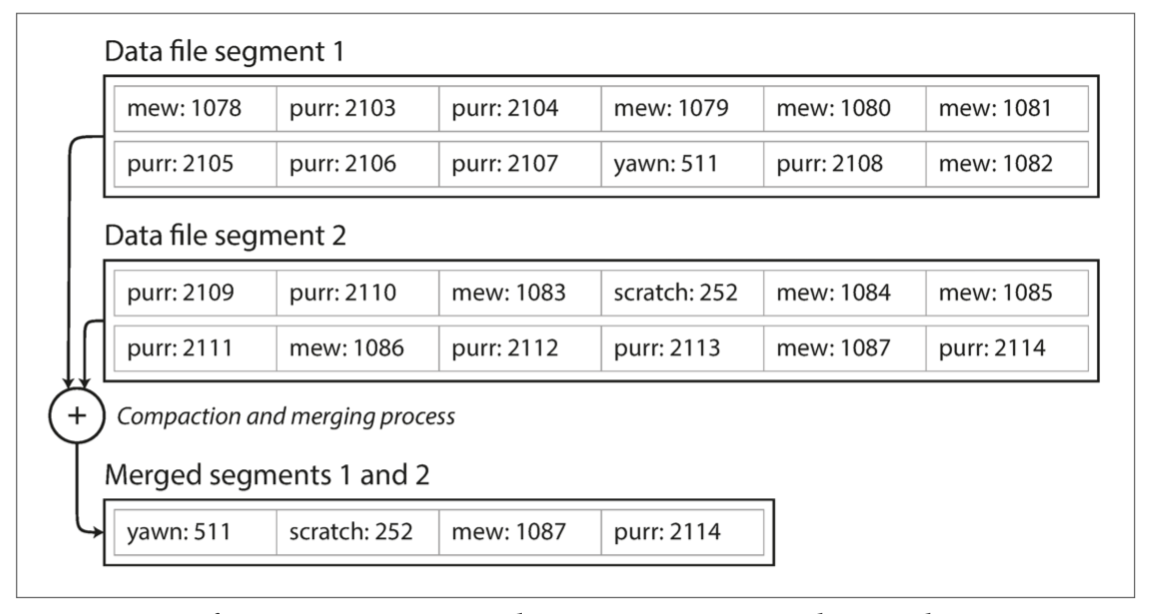 Data file segment 1
mew: 1078 purr: 2103 purr: 2104 mew: 1079 mew: 1080 mew: 1081
purr: 2105 purr: 2106 purr: 2107 yawn: 511 purr: 2108 mew: 1082
Data file segment 2
purr: 2109 purr: 2110 mew: 1083 scratch: 252 mew: 1084 mew: 1085
purr: 2111 mew: 1086 purr: 2112 purr: 2113 mew: 1087 purr: 2114
+ Compaction and merging process
Merged segments 1 and 2
yawn: 511 scratch: 252 mew: 1087 purr: 2114